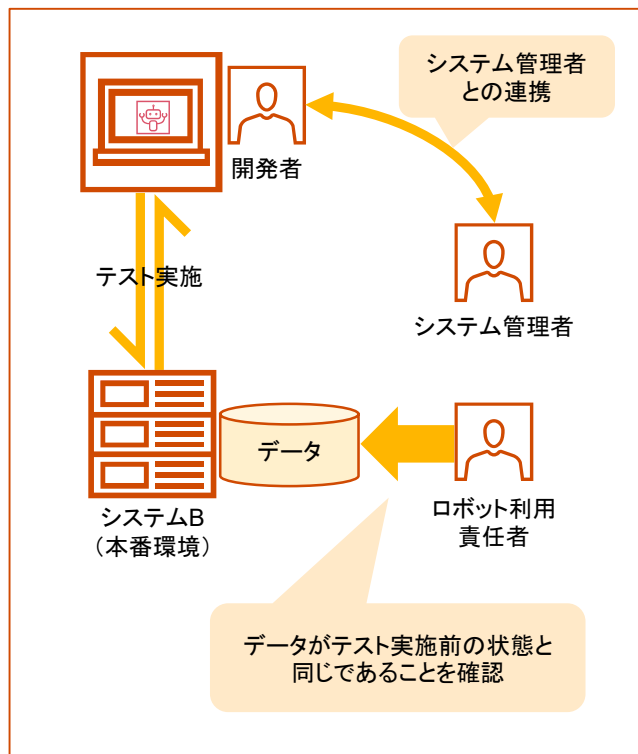 システム管理者
との連携
開発者
テスト実施
システム管理者
データ
システムB
（本番環境）
ロボット利用
責任者
データがテスト実施前の状態と
同じであることを確認